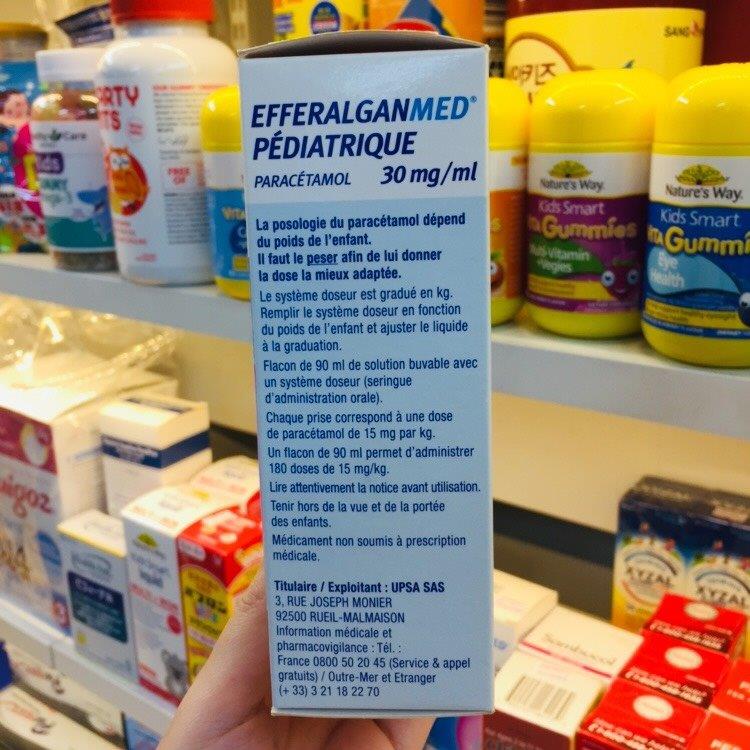 EFFERALGANMED®
PÉDIATRIQUE
PARACÉTAMOL 30 mg/ml
La posologie du paracétamol dépend
du poids de l'enfant.
Il faut le peser afin de lui donner
la dose la mieux adaptée.
Le système doseur est gradué en kg.
Remplir le système doseur en fonction
du poids de l'enfant et ajuster le liquide
à la graduation.
Flacon de 90 ml de solution buvable avec
un système doseur (seringue
d'administration orale).
Chaque prise correspond à une dose
de paracétamol de 15 mg par kg.
Un flacon de 90 ml permet d'administrer
180 doses de 15 mg/kg.
Lire attentivement la notice avant utilisation.
Tenir hors de la vue et de la portée
des enfants.
Médicament non soumis à prescription
médicale.
Titulaire / Exploitant : UPSA SAS
3, RUE JOSEPH MONIER
92500 RUEIL-MALMAISON
Information médicale et
pharmacovigilance : Tél. :
France 0800 50 20 45 (Service & appel
gratuits) / Outre-Mer et Etranger
(+ 33) 3 21 18 22 70
Nature's Way
Kids Smart
Gummies
Multi-Vitamin
+Veggies
Nature's Way
Kids Smart
VITA Gummi
Eye
Health
XYZAL
XYZAL
Sambucol